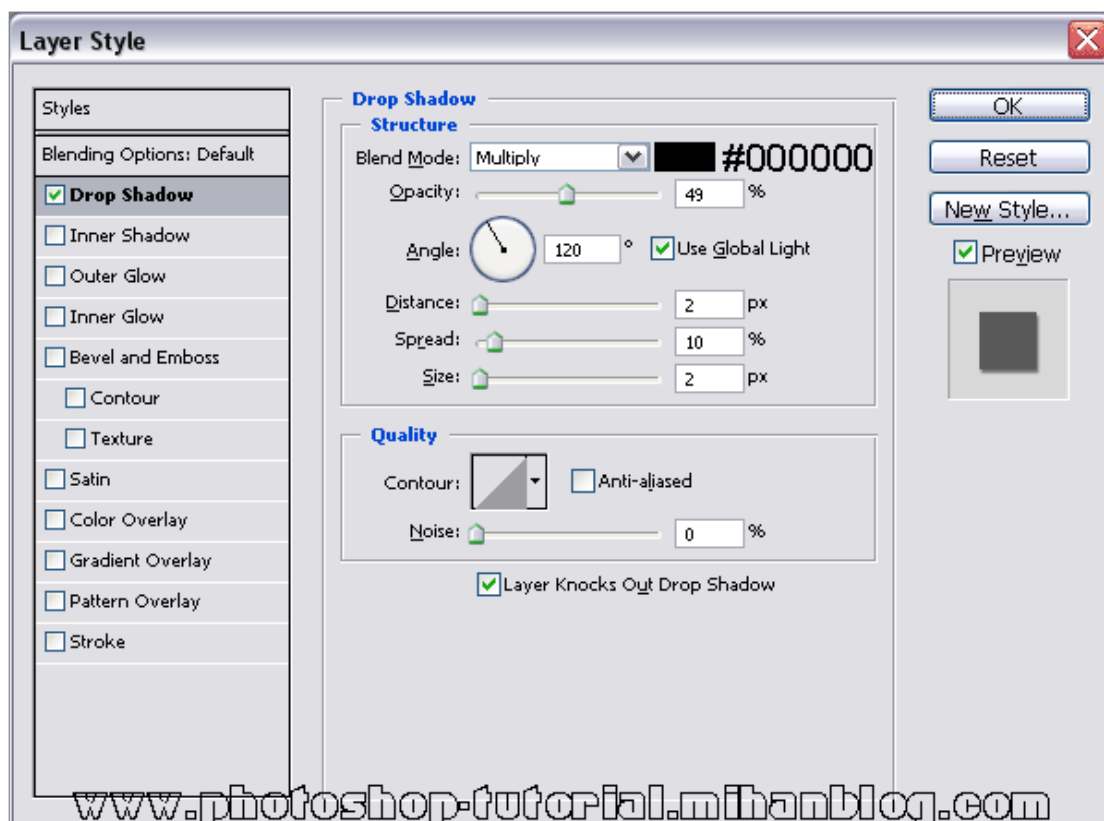 Layer Style
Styles
Blending Options: Default
Drop Shadow
Inner Shadow
Outer Glow
Inner Glow
Bevel and Emboss
Contour
Texture
Satin
Color Overlay
Gradient Overlay
Pattern Overlay
Stroke
Drop Shadow
Structure
Blend Mode: Multiply #000000
Opacity: 49 %
Angle: 120 ° Use Global Light
Distance: 2 px
Spread: 10 %
Size: 2 px
Quality
Contour: Anti-aliased
Noise: 0 %
Layer Knocks Out Drop Shadow
OK
Reset
New Style...
Preview
www.photoshop-tutorial.mihanblog.com